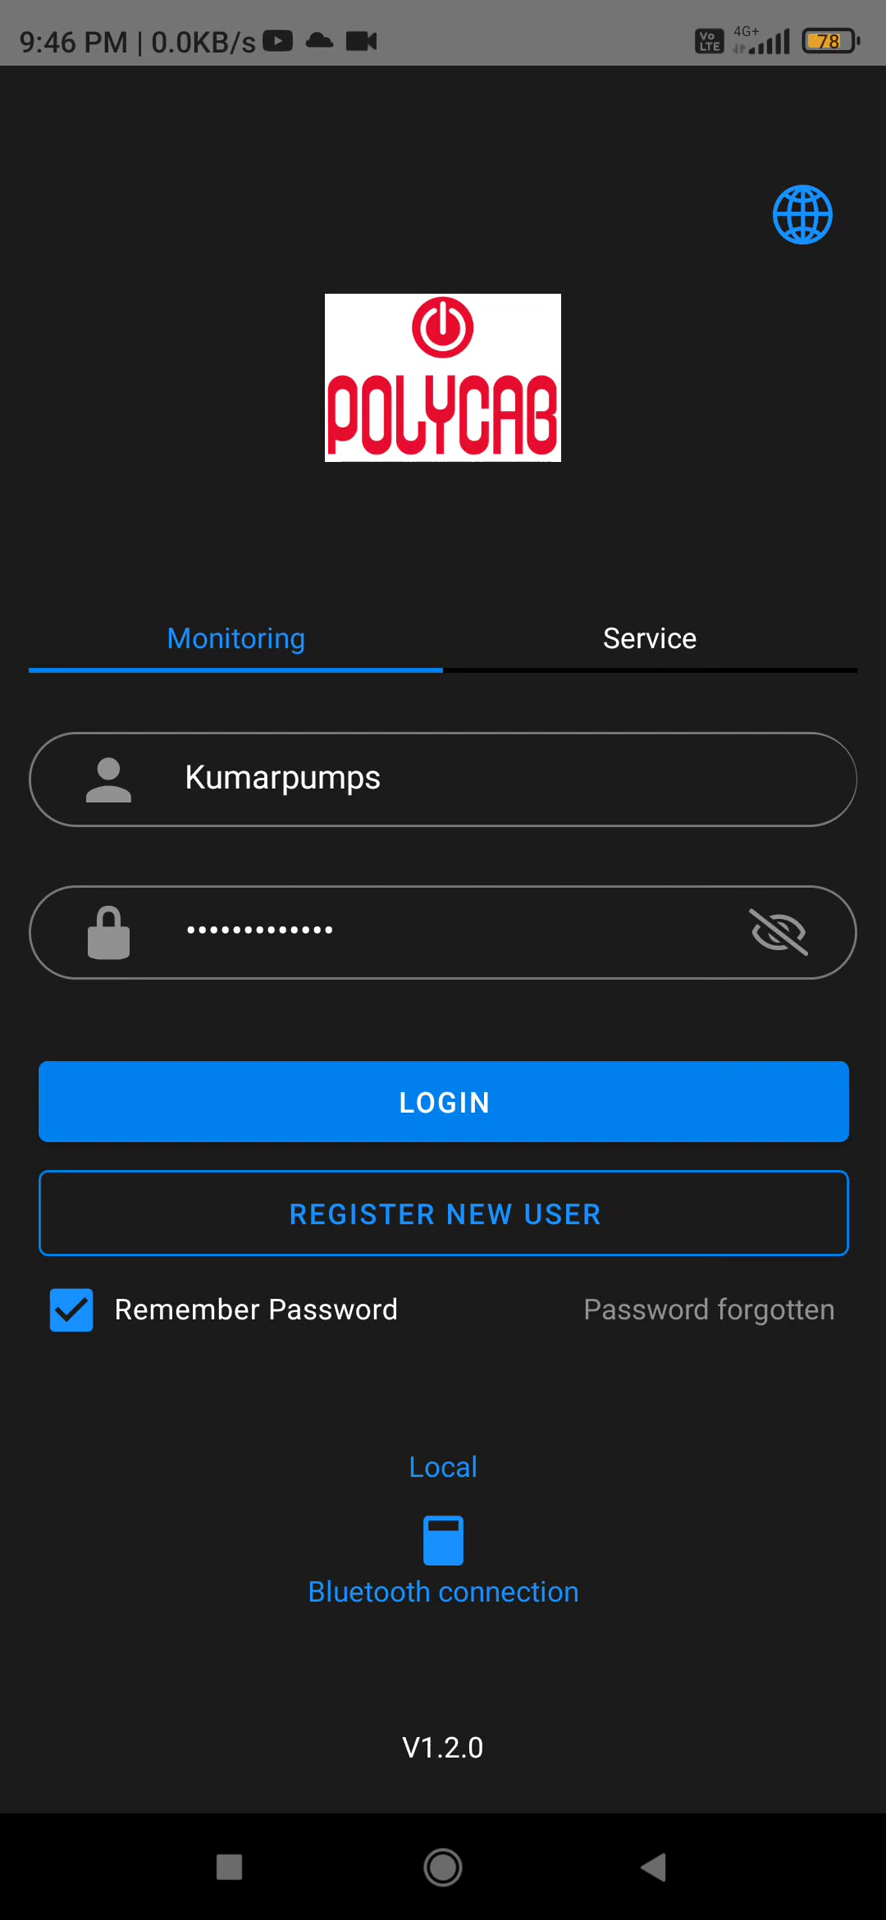 9:46 PM | 0.0KB/s Vo LTE 4G+ 78
POLYCAB
Monitoring Service
Kumarpumps
•••••••••••••
LOGIN
REGISTER NEW USER
Remember Password Password forgotten
Local
Bluetooth connection
V1.2.0